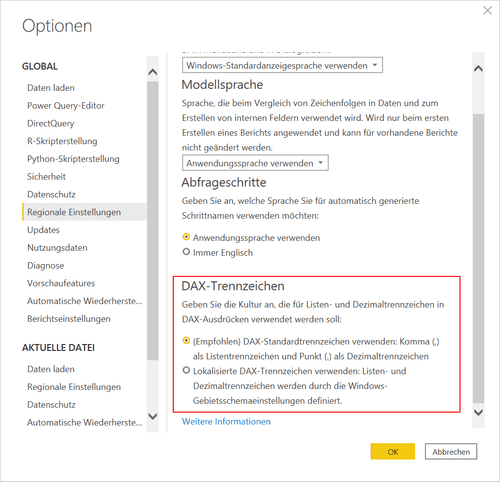 Optionen
GLOBAL
Daten laden
Power Query-Editor
DirectQuery
R-Skripterstellung
Python-Skripterstellung
Sicherheit
Datenschutz
Regionale Einstellungen
Updates
Nutzungsdaten
Diagnose
Vorschaufeatures
Automatische Wiederherste...
Berichtseinstellungen
AKTUELLE DATEI
Daten laden
Regionale Einstellungen
Datenschutz
Automatische Wiederherste...
Windows-Standardanzeigesprache verwenden
Modellsprache
Sprache, die beim Vergleich von Zeichenfolgen in Daten und zum
Erstellen von internen Feldern verwendet wird. Wird nur beim ersten
Erstellen eines Berichts angewendet und kann für vorhandene Berichte
nicht geändert werden.
Anwendungssprache verwenden
Abfrageschritte
Geben Sie an, welche Sprache Sie für automatisch generierte
Schrittnamen verwenden möchten:
Anwendungssprache verwenden
Immer Englisch
DAX-Trennzeichen
Geben Sie die Kultur an, die für Listen- und Dezimaltrennzeichen in
DAX-Ausdrücken verwendet werden soll:
(Empfohlen) DAX-Standardtrennzeichen verwenden: Komma (,)
als Listentrennzeichen und Punkt (.) als Dezimaltrennzeichen
Lokalisierte DAX-Trennzeichen verwenden: Listen- und
Dezimaltrennzeichen werden durch die Windows-
Gebietsschemaeinstellungen definiert.
Weitere Informationen
OK
Abbrechen